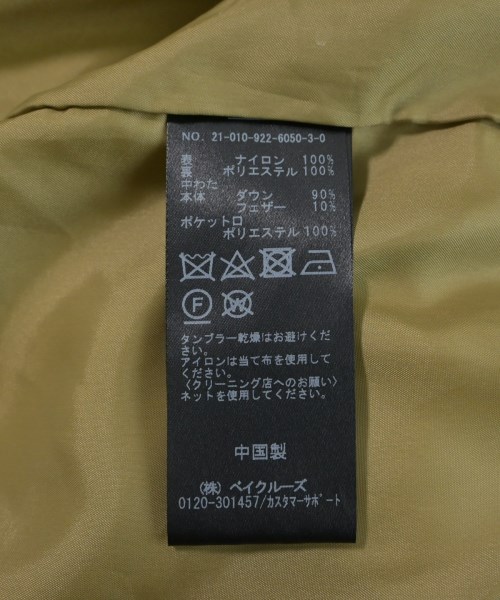 NO. 21-010-922-6050-3-0
表 ナイロン 100%
裏 ポリエステル 100%
中わた
本体 ダウン 90%
フェザー 10%
ポケット口
ポリエステル 100%
F W
タンブラー乾燥はお避けくだ
さい。
アイロンは当て布を使用して
ください。
〈クリーニング店へのお願い〉
ネットを使用してください。
中国製
(株) ベイクルーズ
0120-301457/カスタマーサポート